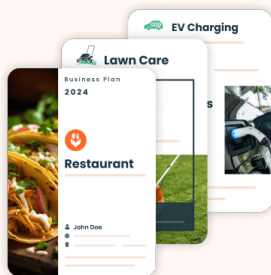 EV Charging
Lawn Care
s
Business Plan
2024
Restaurant
John Doe